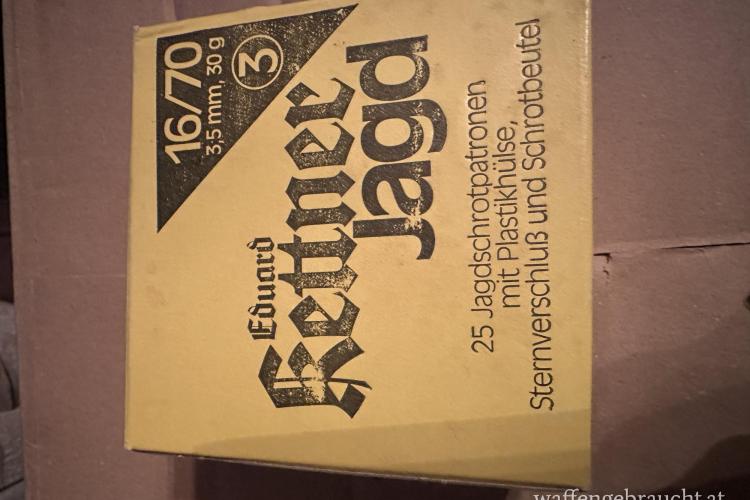 16/70
3,5 mm, 30 g
3
Eduard
Kettner
Jagd
25 Jagdschrotpatronen
mit Plastikhülse,
Sternverschluß und Schrotbeutel
waffengebraucht.at